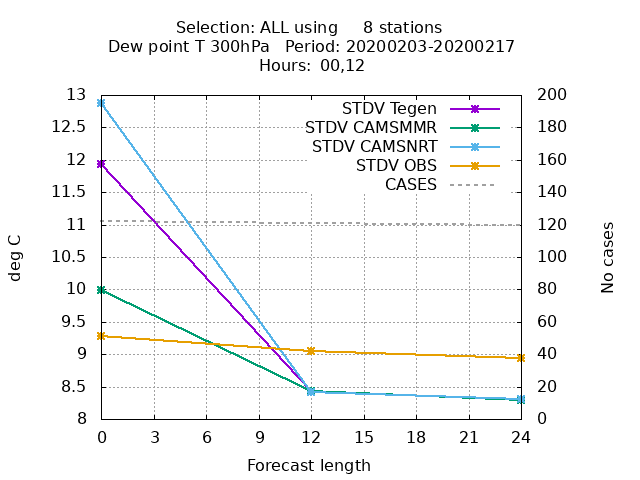 Selection: ALL using     8 stations
Dew point T 300hPa   Period: 20200203-20200217
Hours:  00,12
STDV Tegen
STDV CAMSMMR
STDV CAMSNRT
STDV OBS
CASES
13
12.5
12
11.5
11
10.5
10
9.5
9
8.5
8
deg C
200
180
160
140
120
100
80
60
40
20
0
No cases
0 3 6 9 12 15 18 21 24
Forecast length